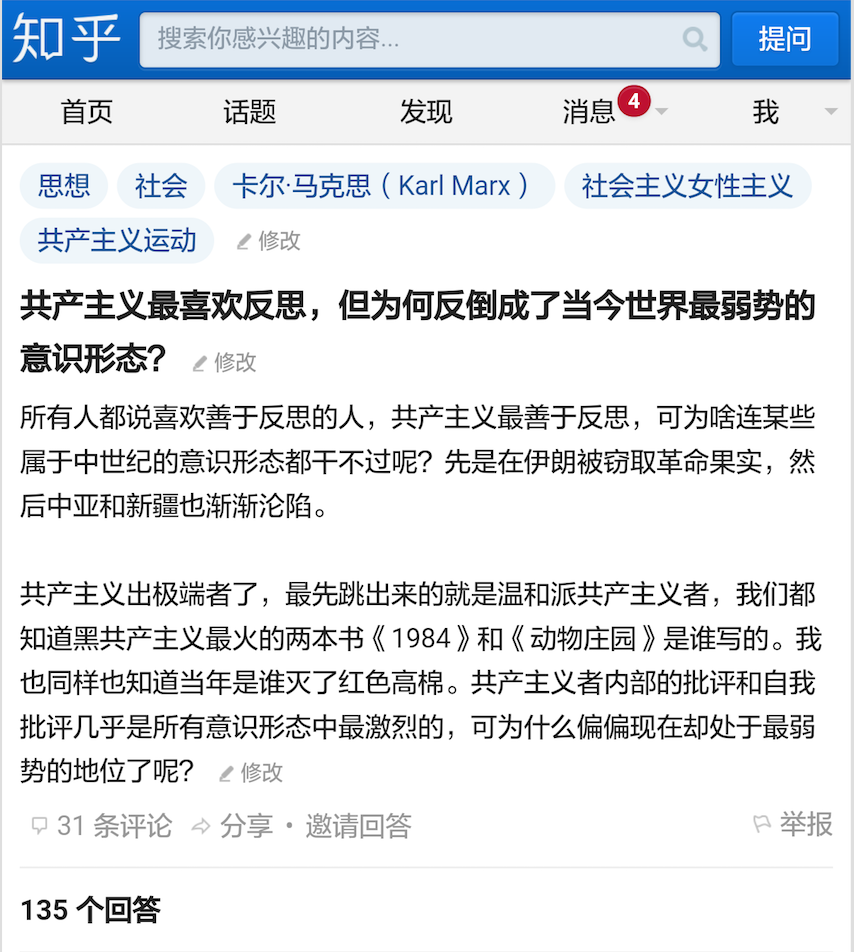 知乎 搜索你感兴趣的内容... 提问
首页 话题 发现 消息 4 我
思想 社会 卡尔·马克思（Karl Marx） 社会主义女性主义
共产主义运动 修改
共产主义最喜欢反思，但为何反倒成了当今世界最弱势的
意识形态？ 修改
所有人都说喜欢善于反思的人，共产主义最善于反思，可为啥连某些
属于中世纪的意识形态都干不过呢？先是在伊朗被窃取革命果实，然
后中亚和新疆也渐渐沦陷。
共产主义出极端者了，最先跳出来的就是温和派共产主义者，我们都
知道黑共产主义最火的两本书《1984》和《动物庄园》是谁写的。我
也同样也知道当年是谁灭了红色高棉。共产主义者内部的批评和自我
批评几乎是所有意识形态中最激烈的，可为什么偏偏现在却处于最弱
势的地位了呢？ 修改
31 条评论 分享 • 邀请回答 举报
135 个回答